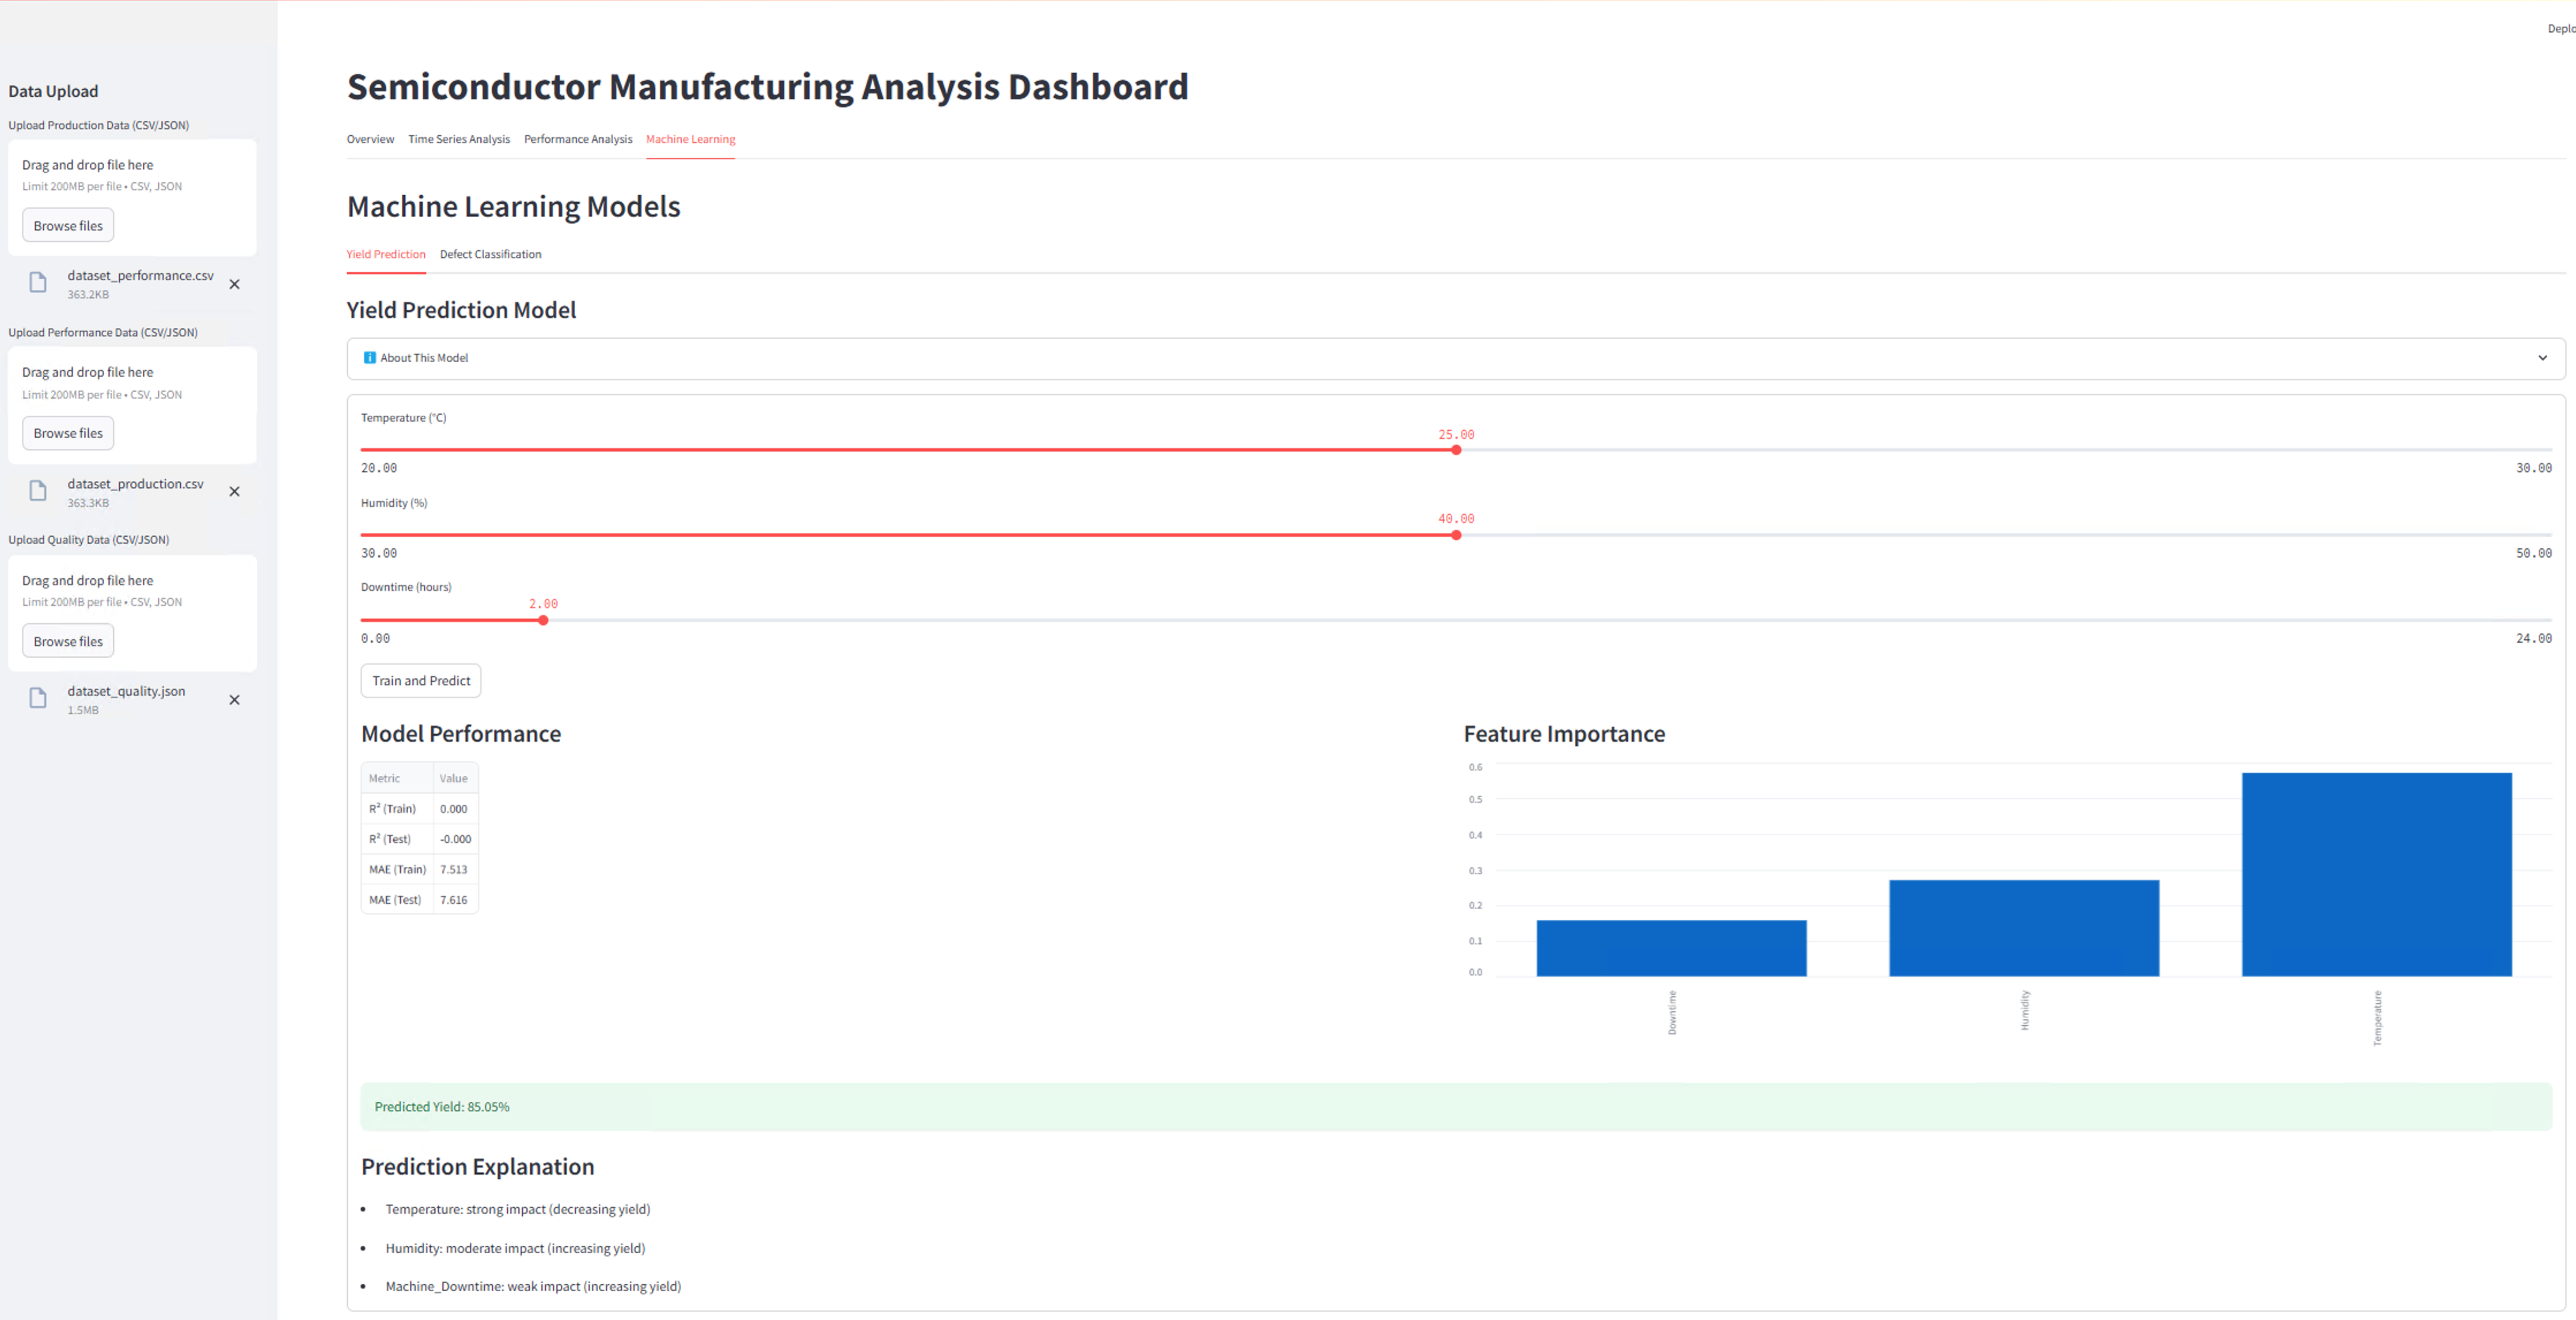 Deplo
Data Upload
Upload Production Data (CSV/JSON)
Drag and drop file here
Limit 200MB per file • CSV, JSON
Browse files
dataset_performance.csv
363.2KB
Upload Performance Data (CSV/JSON)
Drag and drop file here
Limit 200MB per file • CSV, JSON
Browse files
dataset_production.csv
363.3KB
Upload Quality Data (CSV/JSON)
Drag and drop file here
Limit 200MB per file • CSV, JSON
Browse files
dataset_quality.json
1.5MB
Semiconductor Manufacturing Analysis Dashboard
Overview Time Series Analysis Performance Analysis Machine Learning
Machine Learning Models
Yield Prediction Defect Classification
Yield Prediction Model
About This Model
Temperature (°C)
25.00
20.00 30.00
Humidity (%)
40.00
30.00 50.00
Downtime (hours)
2.00
0.00 24.00
Train and Predict
Model Performance
Metric Value
R² (Train) 0.000
R² (Test) -0.000
MAE (Train) 7.513
MAE (Test) 7.616
Feature Importance
0.6
0.5
0.4
0.3
0.2
0.1
0.0
Downtime
Humidity
Temperature
Predicted Yield: 85.05%
Prediction Explanation
• Temperature: strong impact (decreasing yield)
• Humidity: moderate impact (increasing yield)
• Machine_Downtime: weak impact (increasing yield)